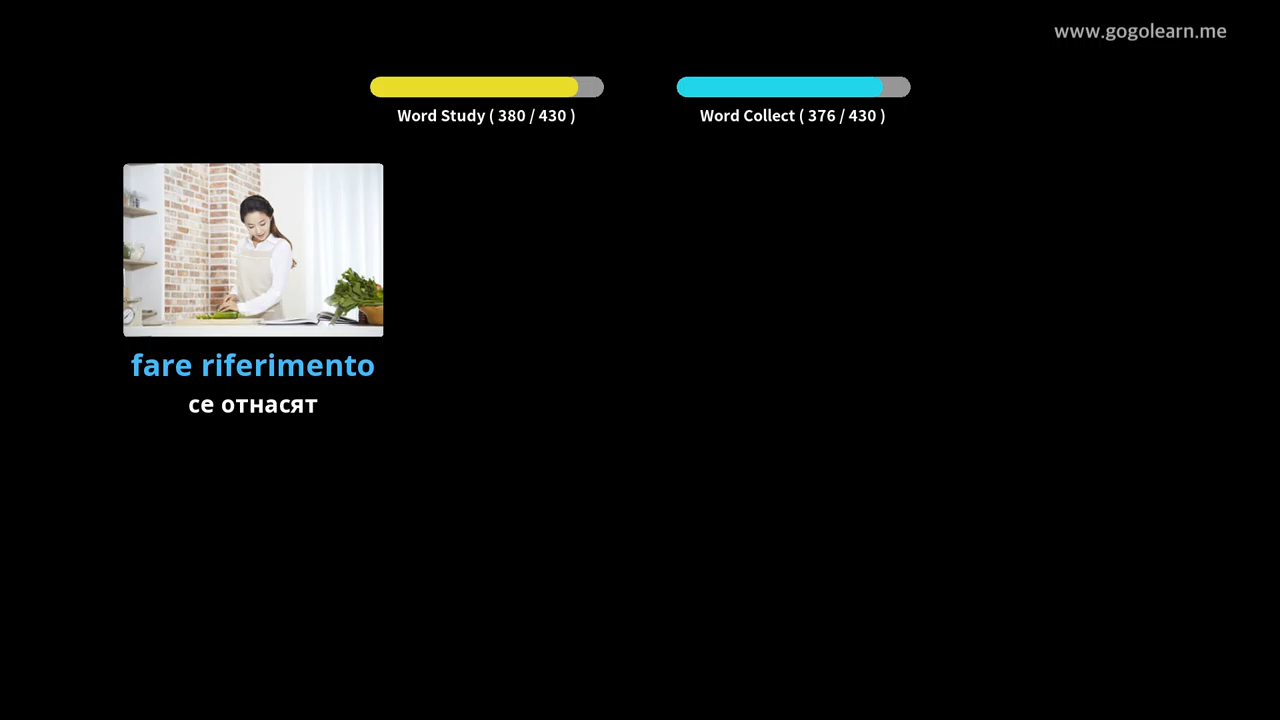 www.gogolearn.me
Word Study ( 380 / 430 )
Word Collect ( 376 / 430 )
fare riferimento
се отнасят